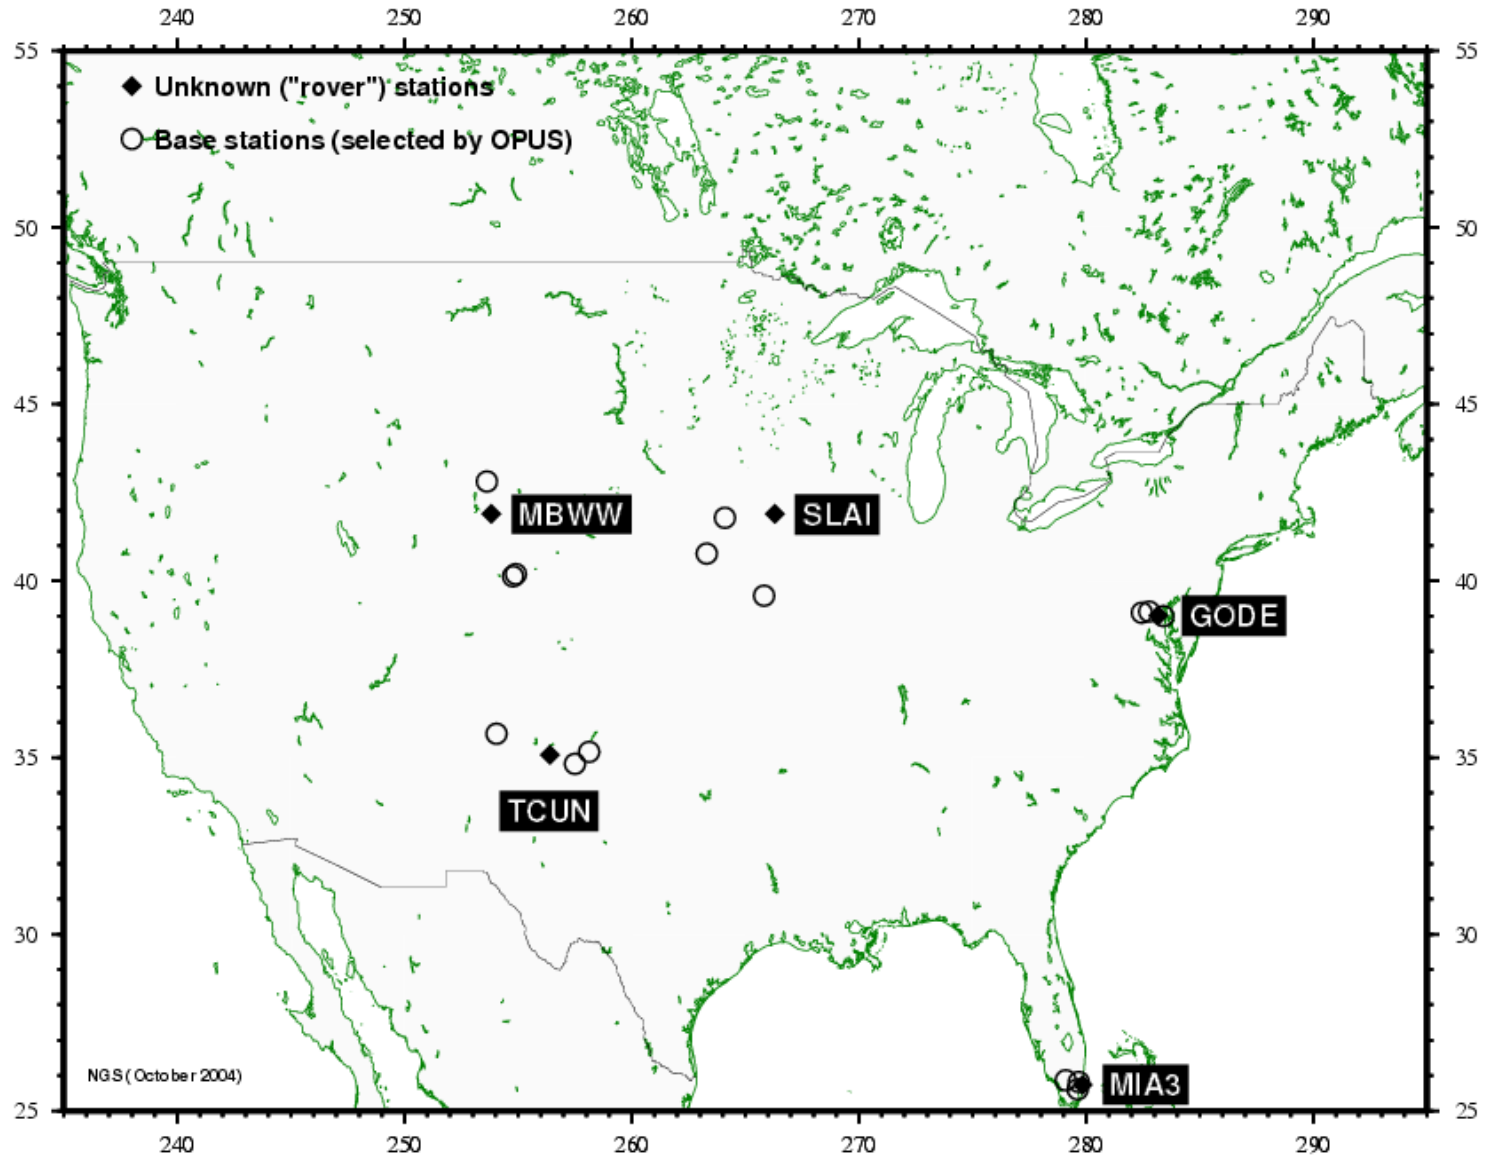 240 250 260 270 280 290
55 55
Unknown ("rover") stations
Base stations (selected by OPUS)
50 50
45 45
MBWW SLAI
40 40
GODE
35 35
TCUN
30 30
NGS ( October 2004)
MIA3
25 25
240 250 260 270 280 290